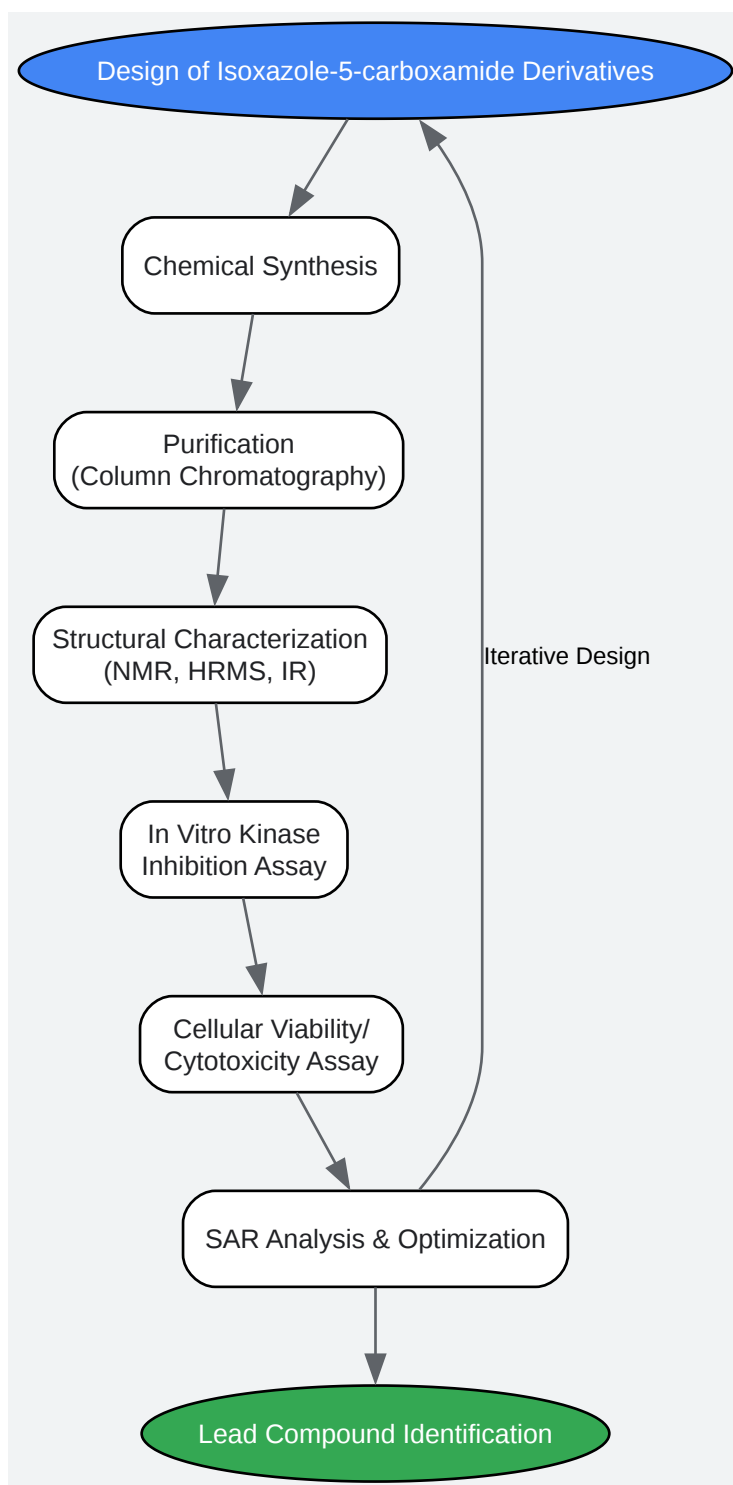 Design of Isoxazole-5-carboxamide Derivatives
Chemical Synthesis
Purification
(Column Chromatography)
Structural Characterization
(NMR, HRMS, IR)
Iterative Design
In Vitro Kinase
Inhibition Assay
Cellular Viability/
Cytotoxicity Assay
SAR Analysis & Optimization
Lead Compound Identification